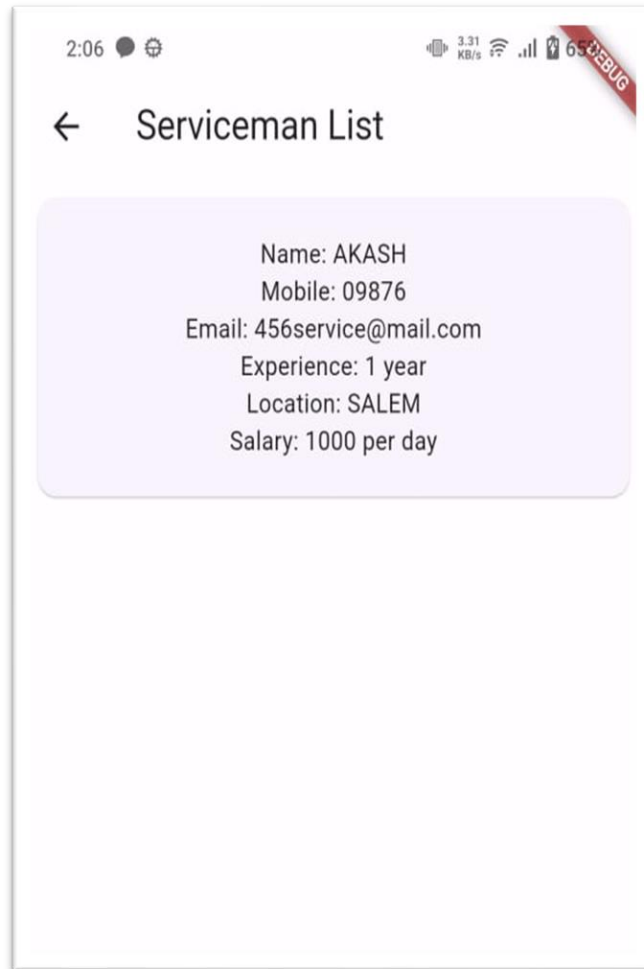 2:06
3.31
KB/s
65%
DEBUG
Serviceman List
Name: AKASH
Mobile: 09876
Email: 456service@mail.com
Experience: 1 year
Location: SALEM
Salary: 1000 per day